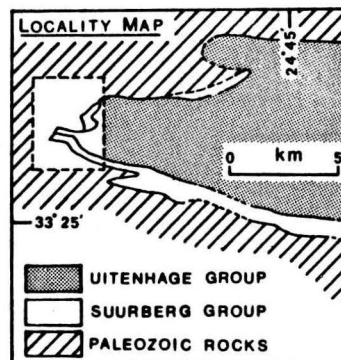 LOCALITY MAP
24°45'
0 km 5
33°25'
UITENHAGE GROUP
SUURBERG GROUP
PALEOZOIC ROCKS